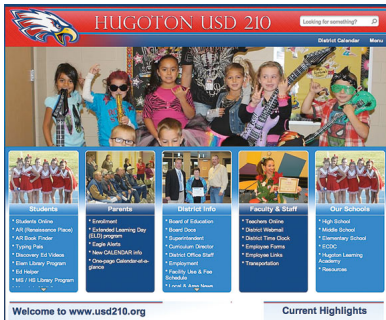 HUGOTON USD 210
Looking for something?
District Calendar Menu
Students
* Students Online
* AR (Renaissance Place)
* AR Book Finder
* Typing Pals
* Discovery Ed Videos
* Elem Library Program
* Ed Helper
* MS / HS Library Program
Parents
* Enrollment
* Extended Learning Day
(ELD) program
* Eagle Alerts
* New CALENDAR info
* One-page Calendar-at-a-
glance
District Info
* Board of Education
* Board Docs
* Superintendent
* Curriculum Director
* District Office Staff
* Employment
* Facility Use & Fee
Schedule
* Local & Area News
Faculty & Staff
* Teachers Online
* District Webmail
* District Time Clock
* Employee Forms
* Employee Links
* Transportation
Our Schools
* High School
* Middle School
* Elementary School
* ECDC
* Hugoton Learning
Academy
* Resources
Welcome to www.usd210.org
Current Highlights